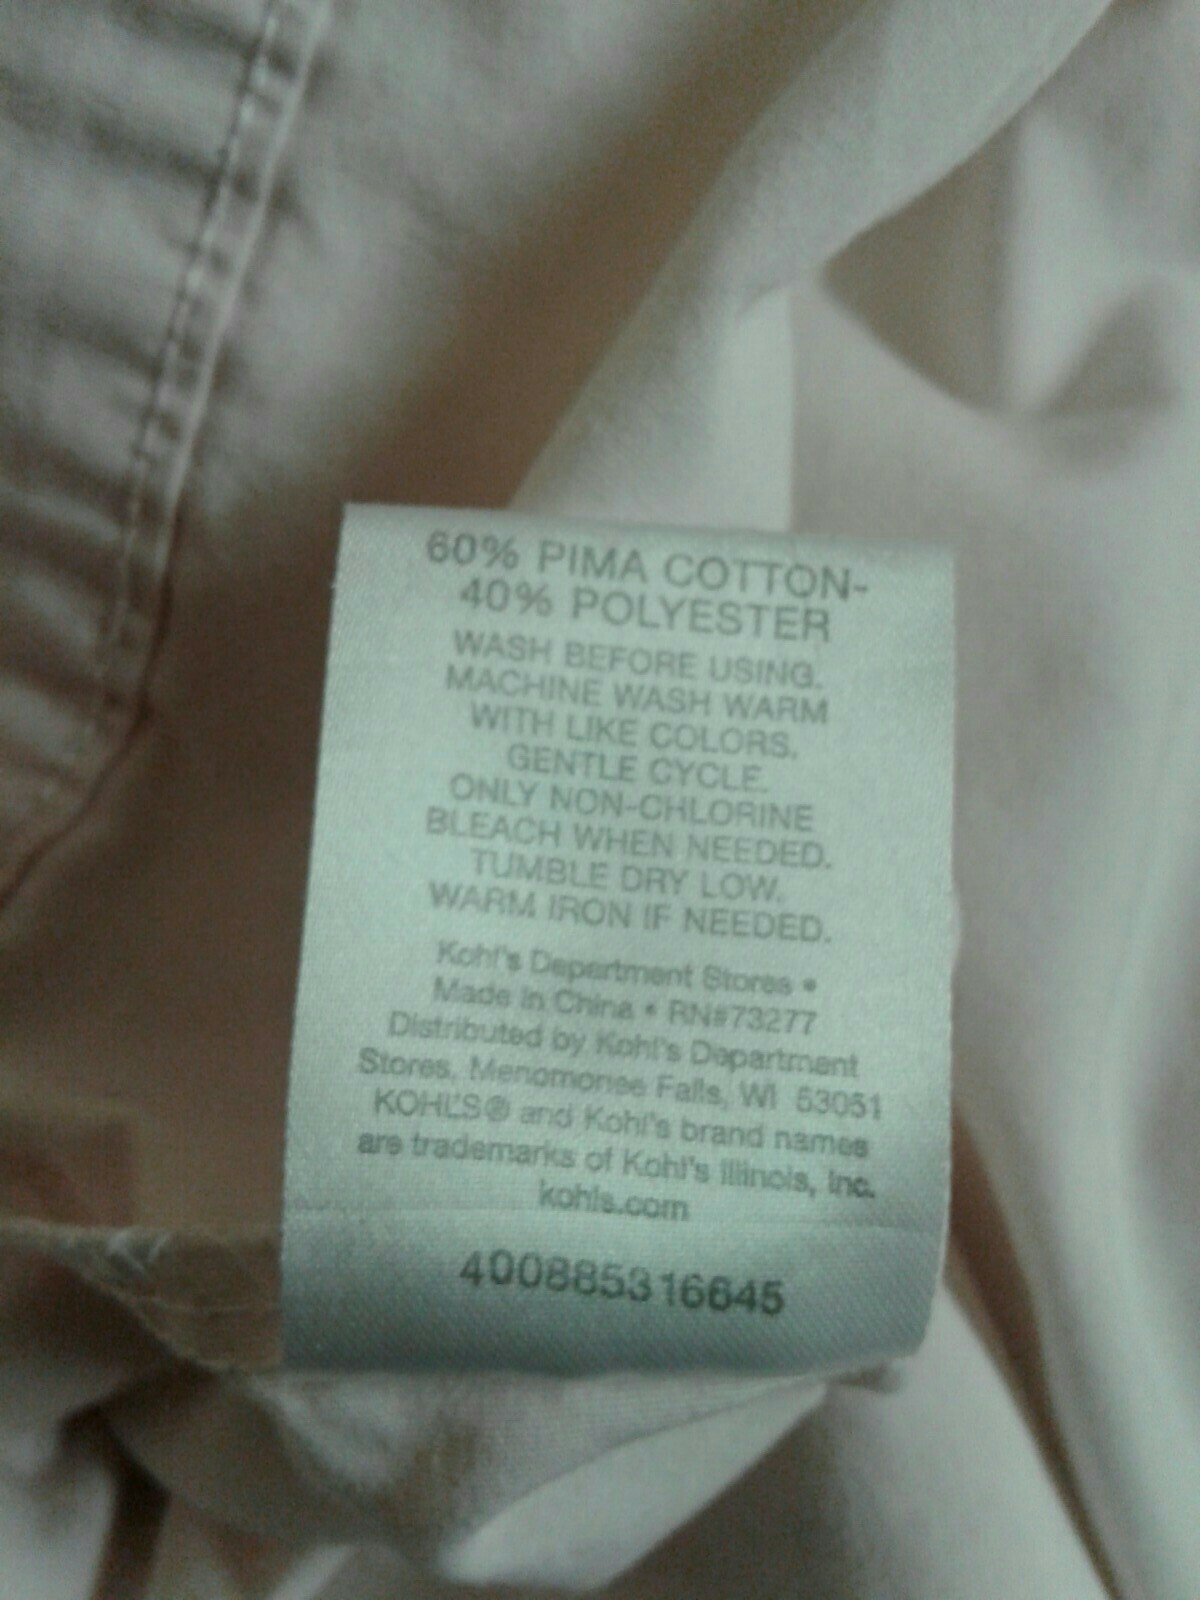 60% PIMA COTTON-
40% POLYESTER
WASH BEFORE USING.
MACHINE WASH WARM
WITH LIKE COLORS.
GENTLE CYCLE.
ONLY NON-CHLORINE
BLEACH WHEN NEEDED.
TUMBLE DRY LOW.
WARM IRON IF NEEDED.
Kohl's Department Stores •
Made in China • RN#73277
Distributed by Kohl's Department
Stores, Menomonee Falls, WI 53051
KOHL'S® and Kohl's brand names
are trademarks of Kohl's Illinois, Inc.
kohls.com
400885316645